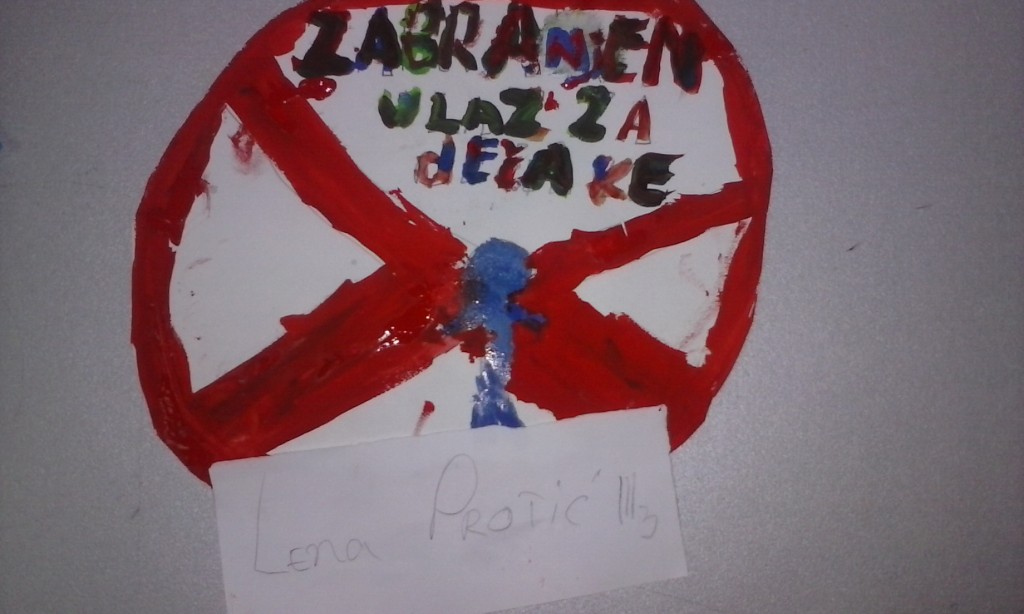 ZABRANJEN
ULAZ ZA
dEČAKE
LENA PROTIĆ III3